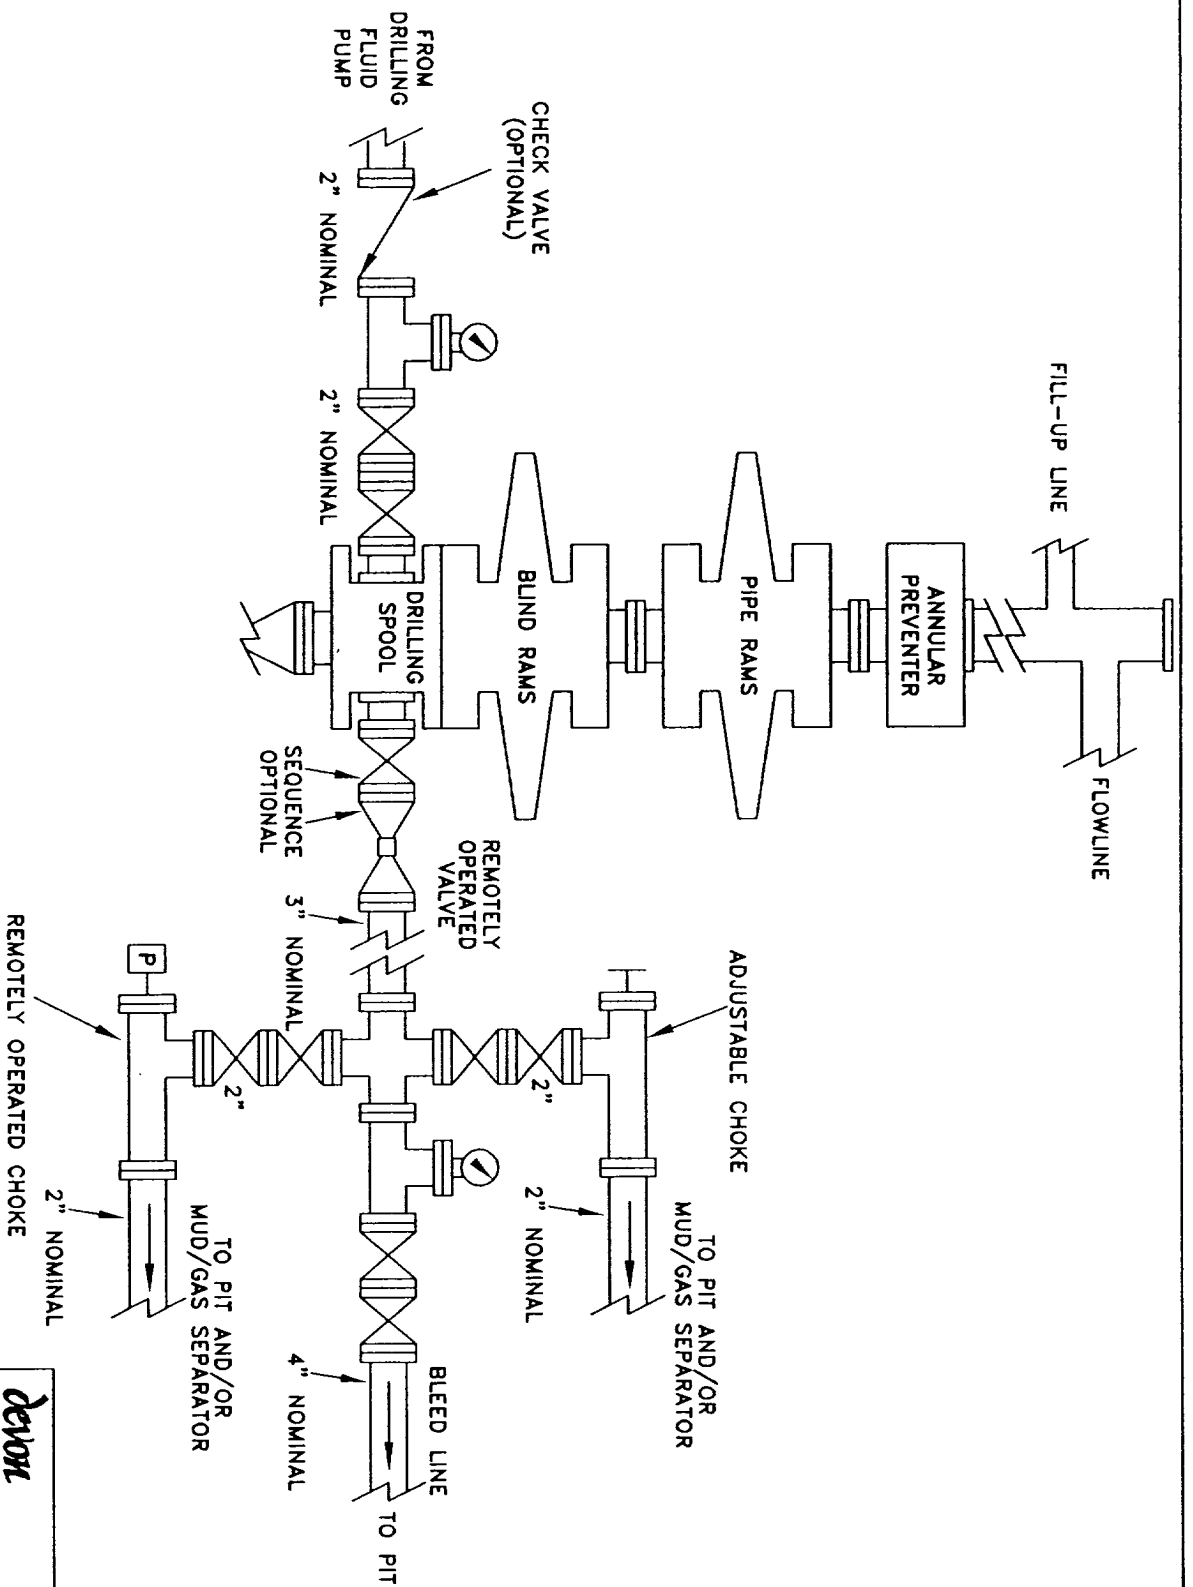 FILL-UP LINE
FLOWLINE
ANNULAR
PREVENTER
PIPE RAMS
BLIND RAMS
DRILLING
SPOOL
CHECK VALVE
(OPTIONAL)
FROM
DRILLING
FLUID
PUMP
2" NOMINAL
2" NOMINAL
SEQUENCE
OPTIONAL
REMOTELY
OPERATED
VALVE
3" NOMINAL
ADJUSTABLE CHOKE
2"
2" NOMINAL
TO PIT AND/OR
MUD/GAS SEPARATOR
BLEED LINE
4" NOMINAL
TO PIT
2"
P
REMOTELY OPERATED CHOKE
2" NOMINAL
TO PIT AND/OR
MUD/GAS SEPARATOR
devon